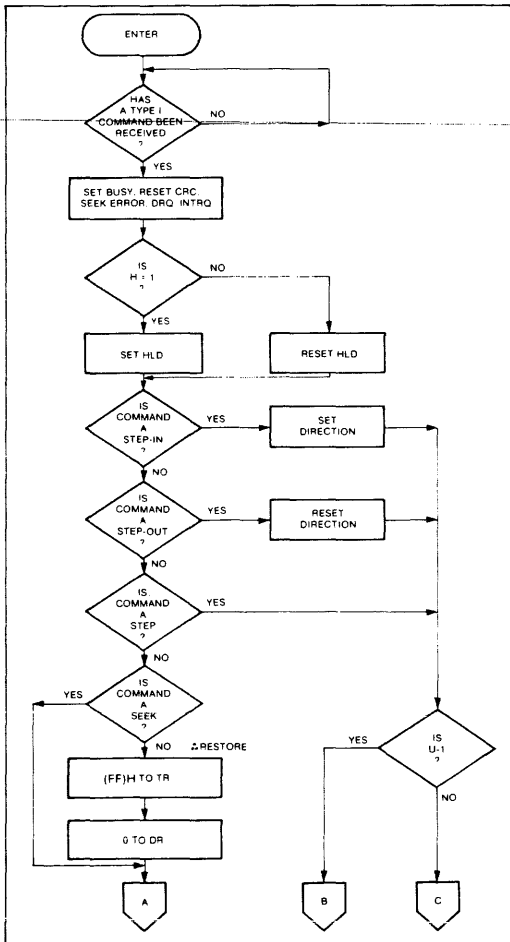 ENTER
HAS
A TYPE I
COMMAND BEEN
RECEIVED
?
NO
YES
SET BUSY, RESET CRC,
SEEK ERROR, DRQ, INTRQ
IS
H = 1
?
NO
YES
SET HLD
RESET HLD
IS
COMMAND
A
STEP-IN
?
YES
SET
DIRECTION
NO
IS
COMMAND
A
STEP-OUT
?
YES
RESET
DIRECTION
NO
IS
COMMAND
A
STEP
?
YES
NO
YES
IS
COMMAND
A
SEEK
?
NO ∴RESTORE
YES
IS
U-1
?
NO
(FF)H TO TR
0 TO DR
A
B
C